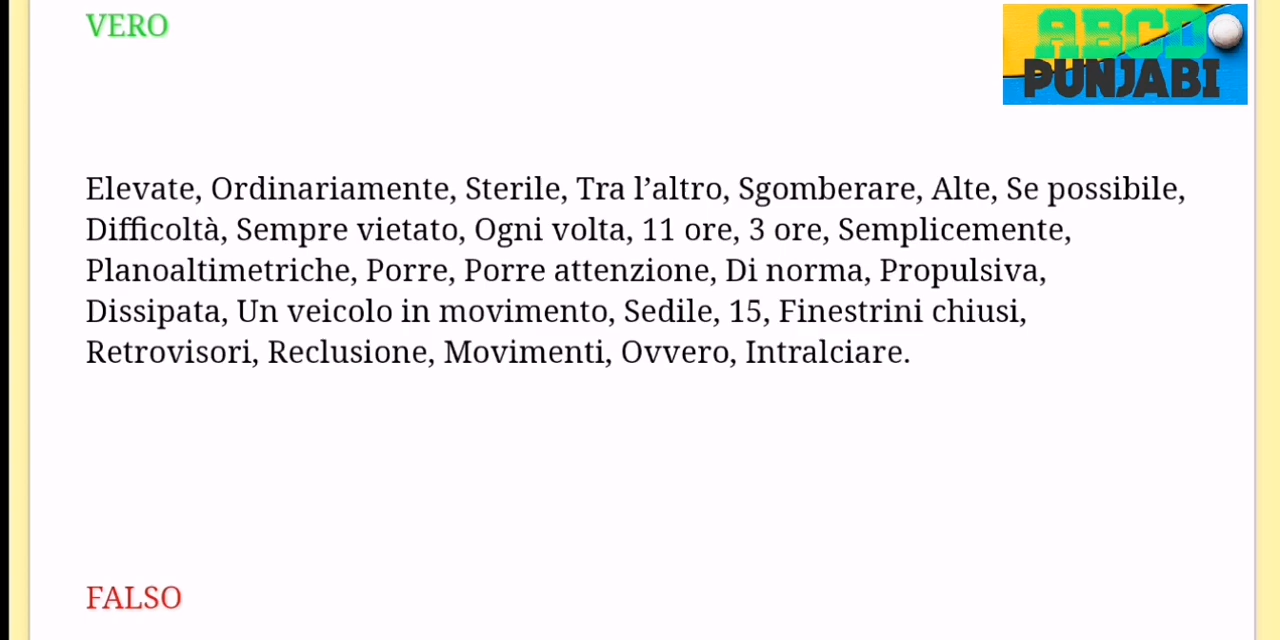 VERO
ABCD
PUNJABI
Elevate, Ordinariamente, Sterile, Tra l’altro, Sgomberare, Alte, Se possibile,
Difficoltà, Sempre vietato, Ogni volta, 11 ore, 3 ore, Semplicemente,
Planoaltimetriche, Porre, Porre attenzione, Di norma, Propulsiva,
Dissipata, Un veicolo in movimento, Sedile, 15, Finestrini chiusi,
Retrovisori, Reclusione, Movimenti, Ovvero, Intralciare.
FALSO